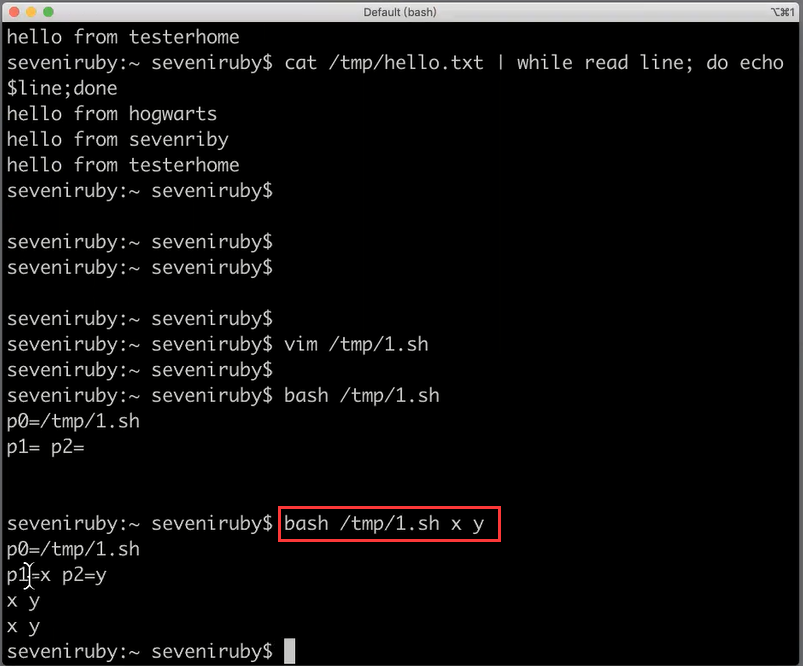 Default (bash)
⌥⌘1
hello from testerhome
seveniruby:~ seveniruby$ cat /tmp/hello.txt | while read line; do echo
$line;done
hello from hogwarts
hello from sevenriby
hello from testerhome
seveniruby:~ seveniruby$
seveniruby:~ seveniruby$
seveniruby:~ seveniruby$
seveniruby:~ seveniruby$
seveniruby:~ seveniruby$ vim /tmp/1.sh
seveniruby:~ seveniruby$
seveniruby:~ seveniruby$ bash /tmp/1.sh
p0=/tmp/1.sh
p1= p2=
seveniruby:~ seveniruby$ bash /tmp/1.sh x y
p0=/tmp/1.sh
p1=x p2=y
x y
x y
seveniruby:~ seveniruby$